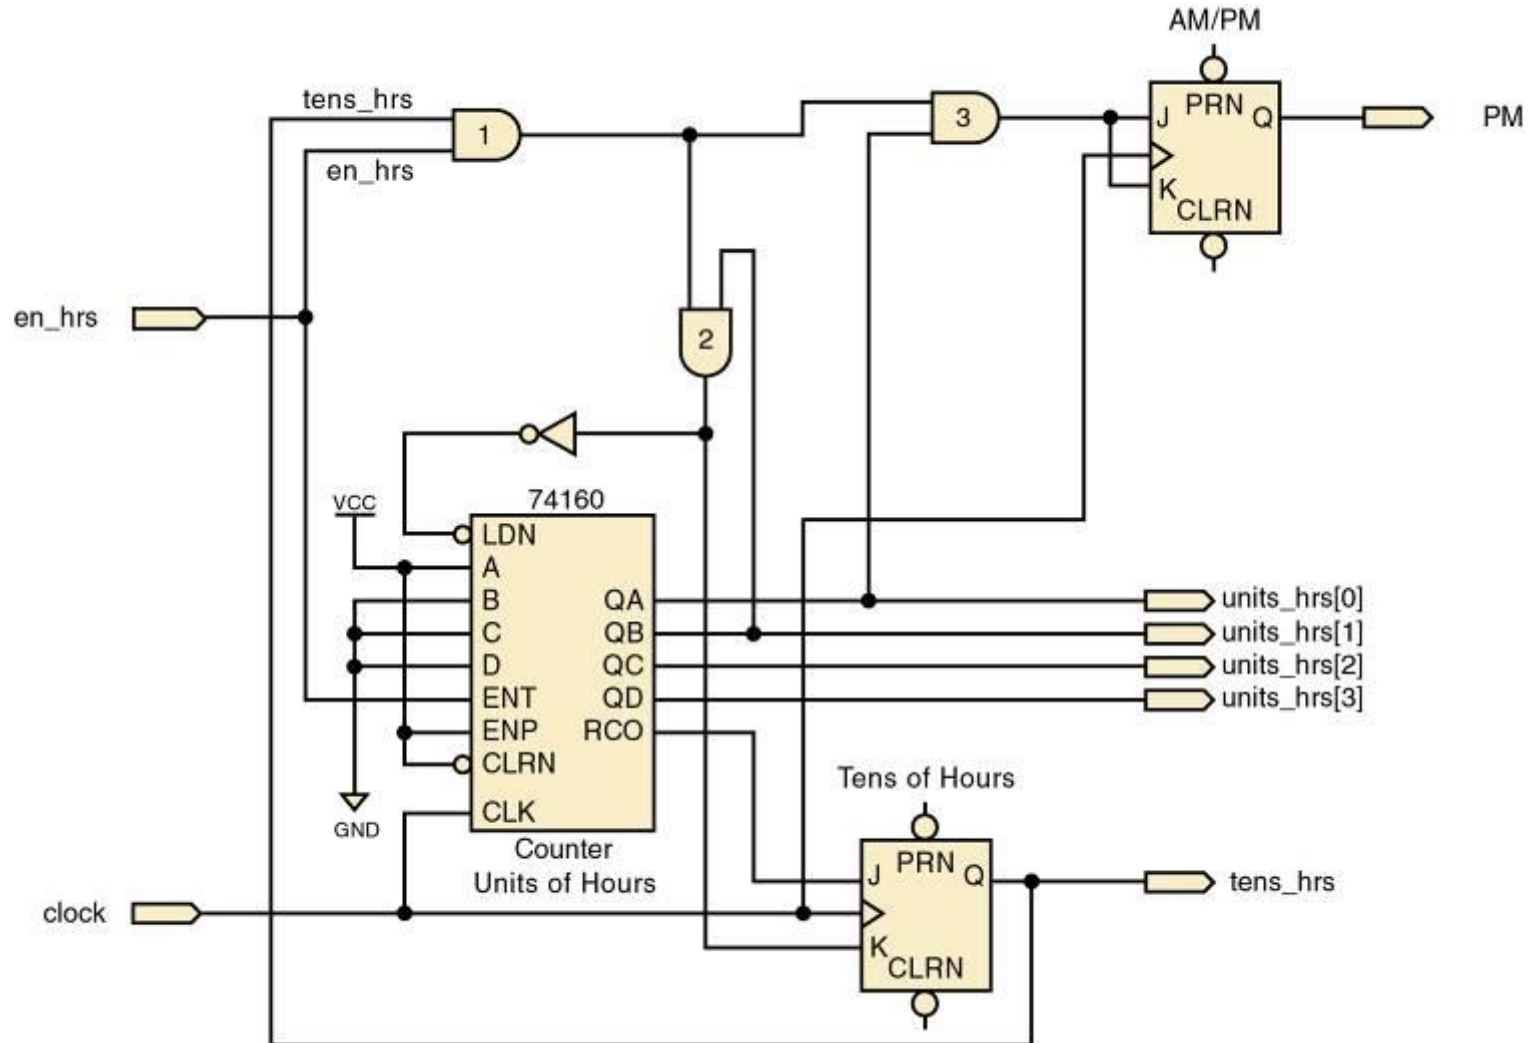 AM/PM
tens_hrs
1
3
J PRN Q
PM
en_hrs
K
CLRN
en_hrs
2
VCC
74160
LDN
A
B QA
units_hrs[0]
C QB
units_hrs[1]
D QC
units_hrs[2]
ENT QD
units_hrs[3]
ENP RCO
CLRN
Tens of Hours
CLK
GND
Counter
Units of Hours
J PRN Q
tens_hrs
clock
K
CLRN